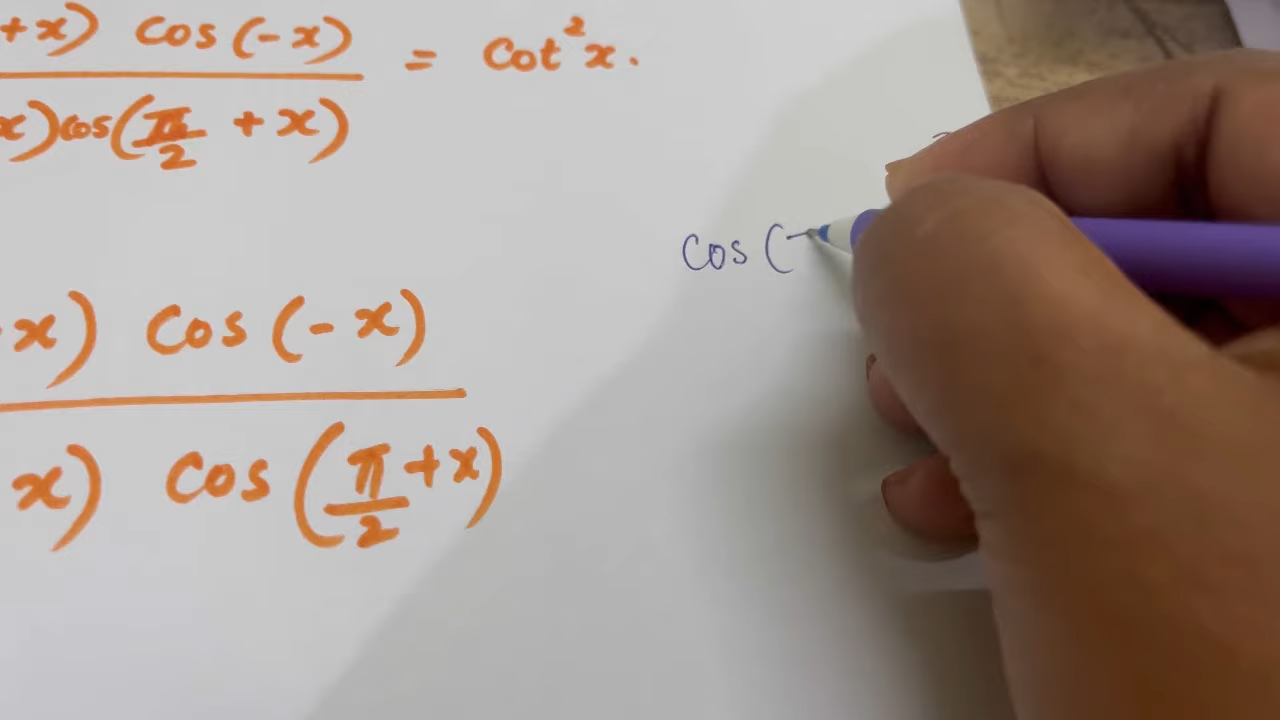 +x) cos (-x) = cot²x.
x) cos(π/2 + x)
cos (-
x) cos (-x)
x) cos (π/2 + x)